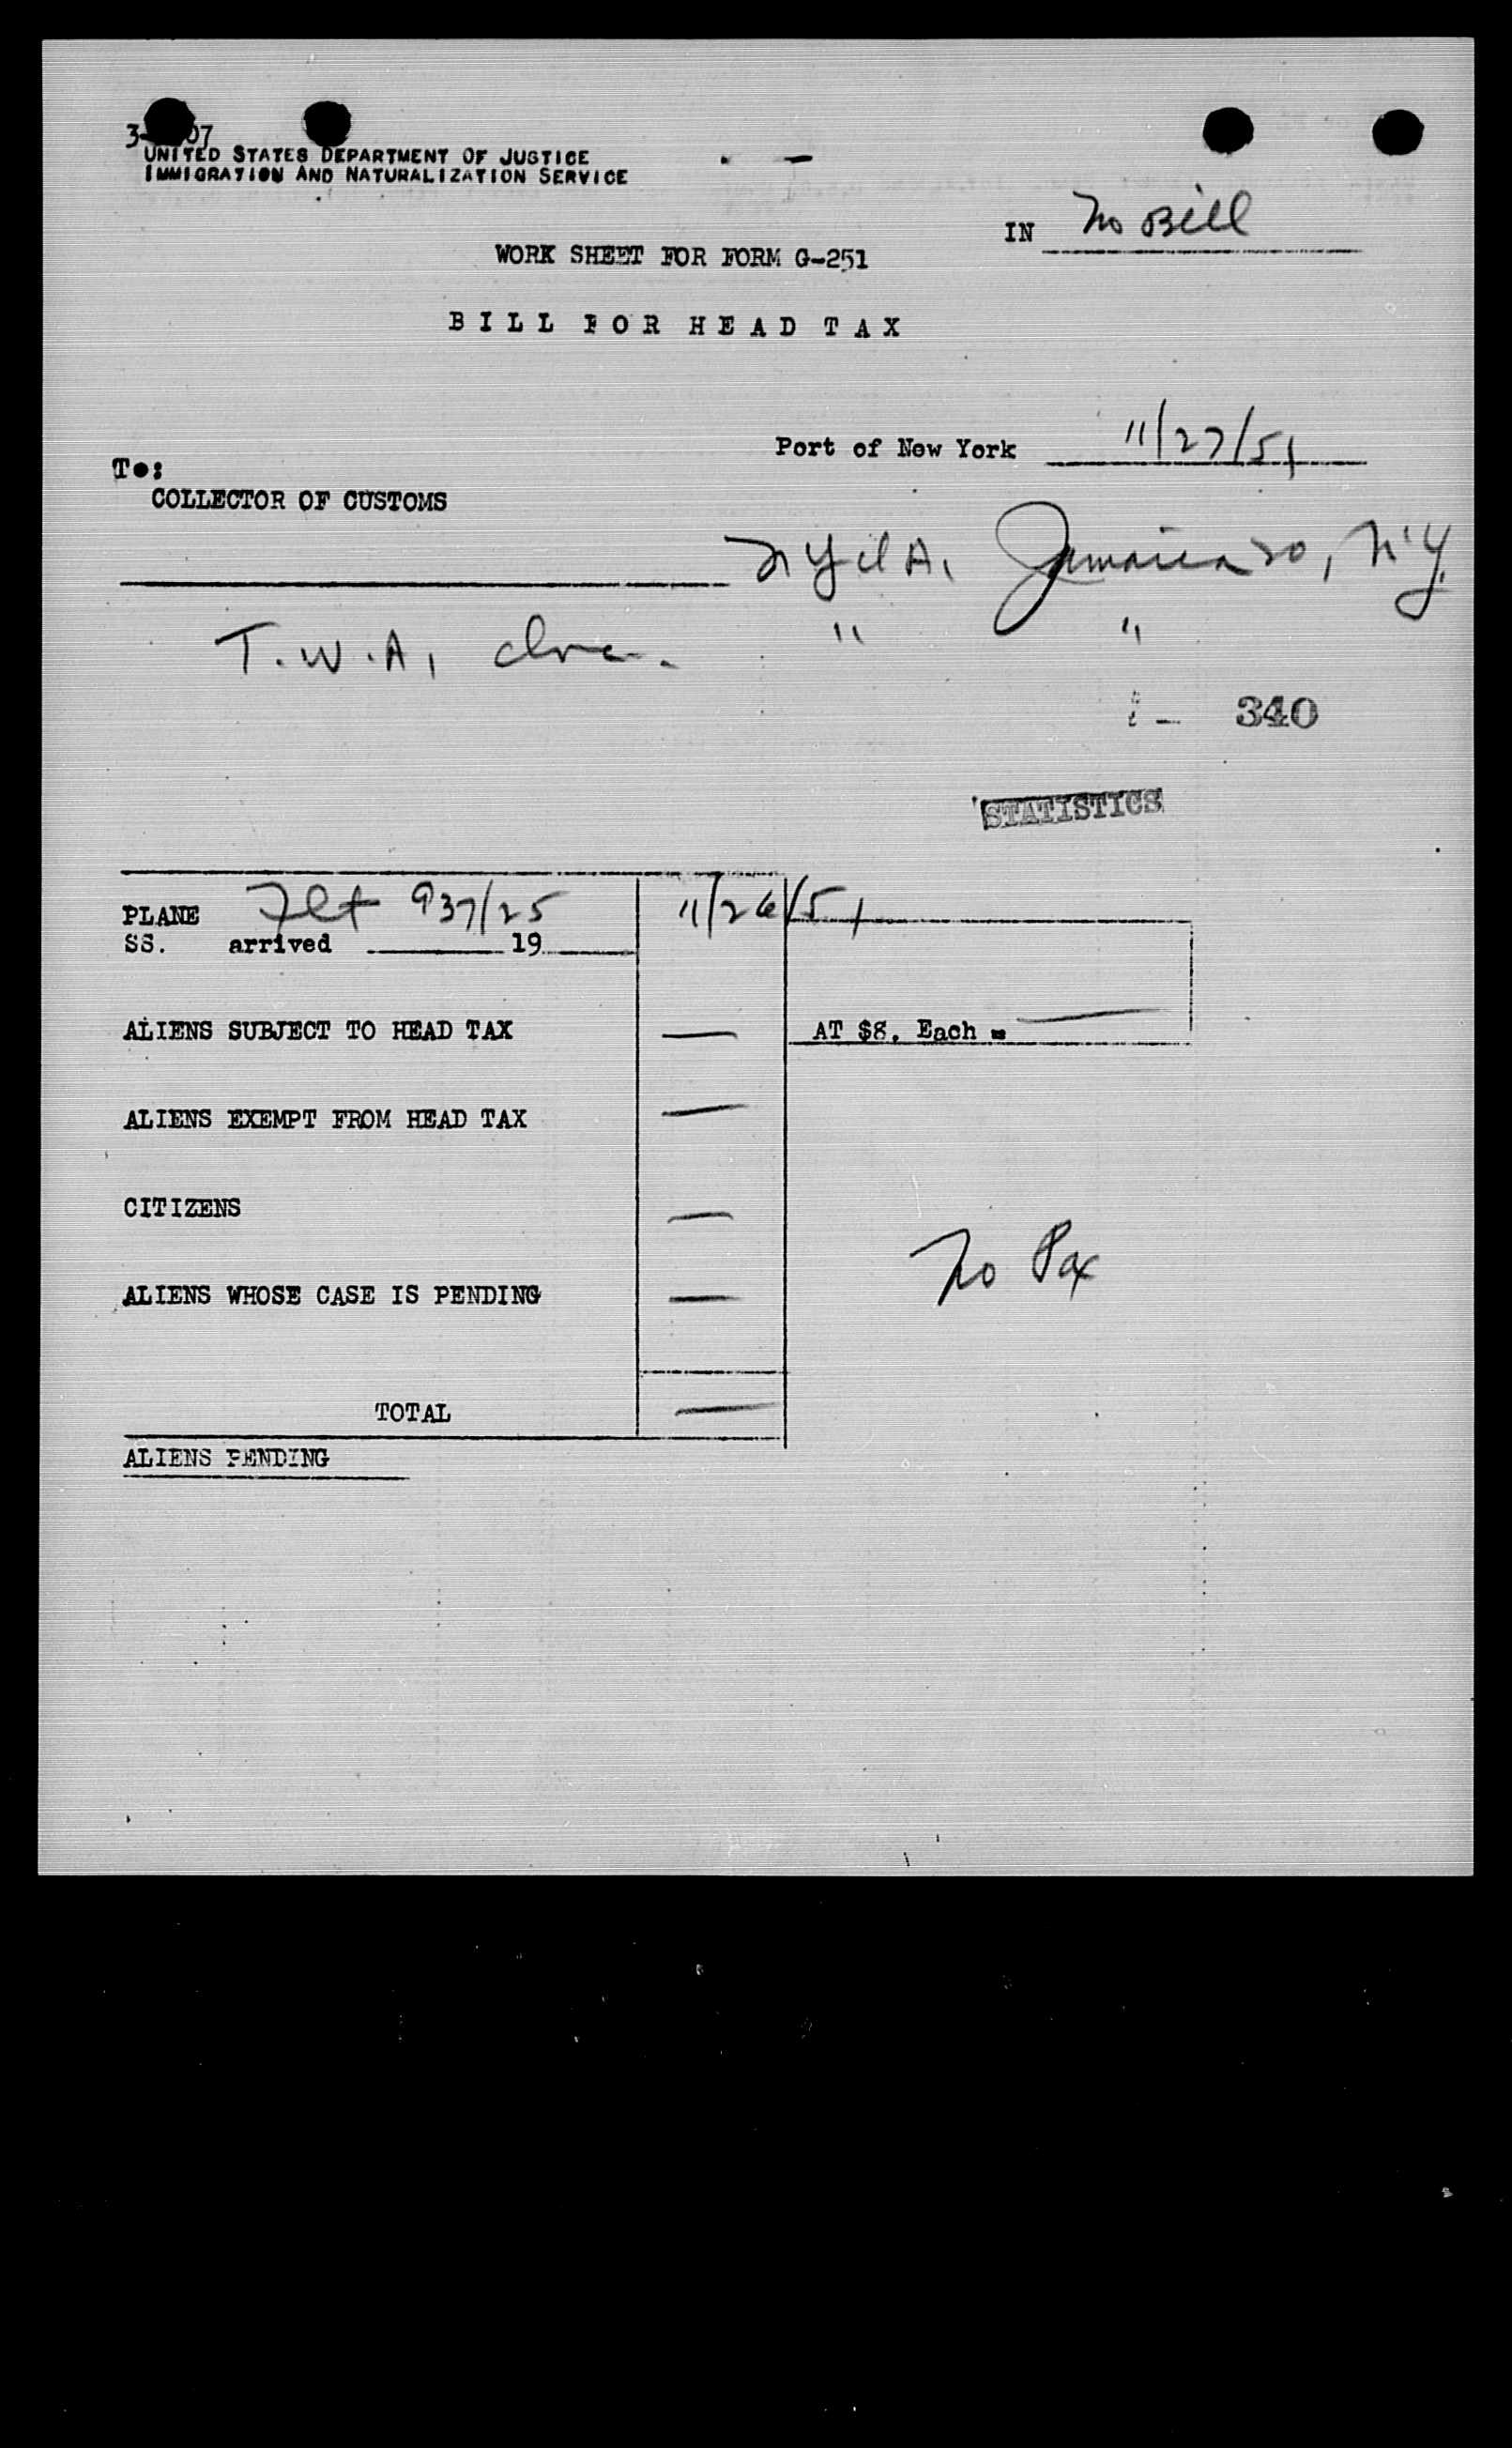 UNITED STATES DEPARTMENT OF JUSTICE
IMMIGRATION AND NATURALIZATION SERVICE
IN No Bill
WORK SHEET FOR FORM G-251
BILL FOR HEAD TAX
Port of New York 11/27/51
To:
COLLECTOR OF CUSTOMS
Jamaica 20, N.Y.
T.W.A, " "
340
STATISTICS
PLANE Flt 937/25 11/26/51
SS. arrived 19
ALIENS SUBJECT TO HEAD TAX — AT $8. Each = —
ALIENS EXEMPT FROM HEAD TAX —
CITIZENS —
No Pax
ALIENS WHOSE CASE IS PENDING —
TOTAL —
ALIENS PENDING